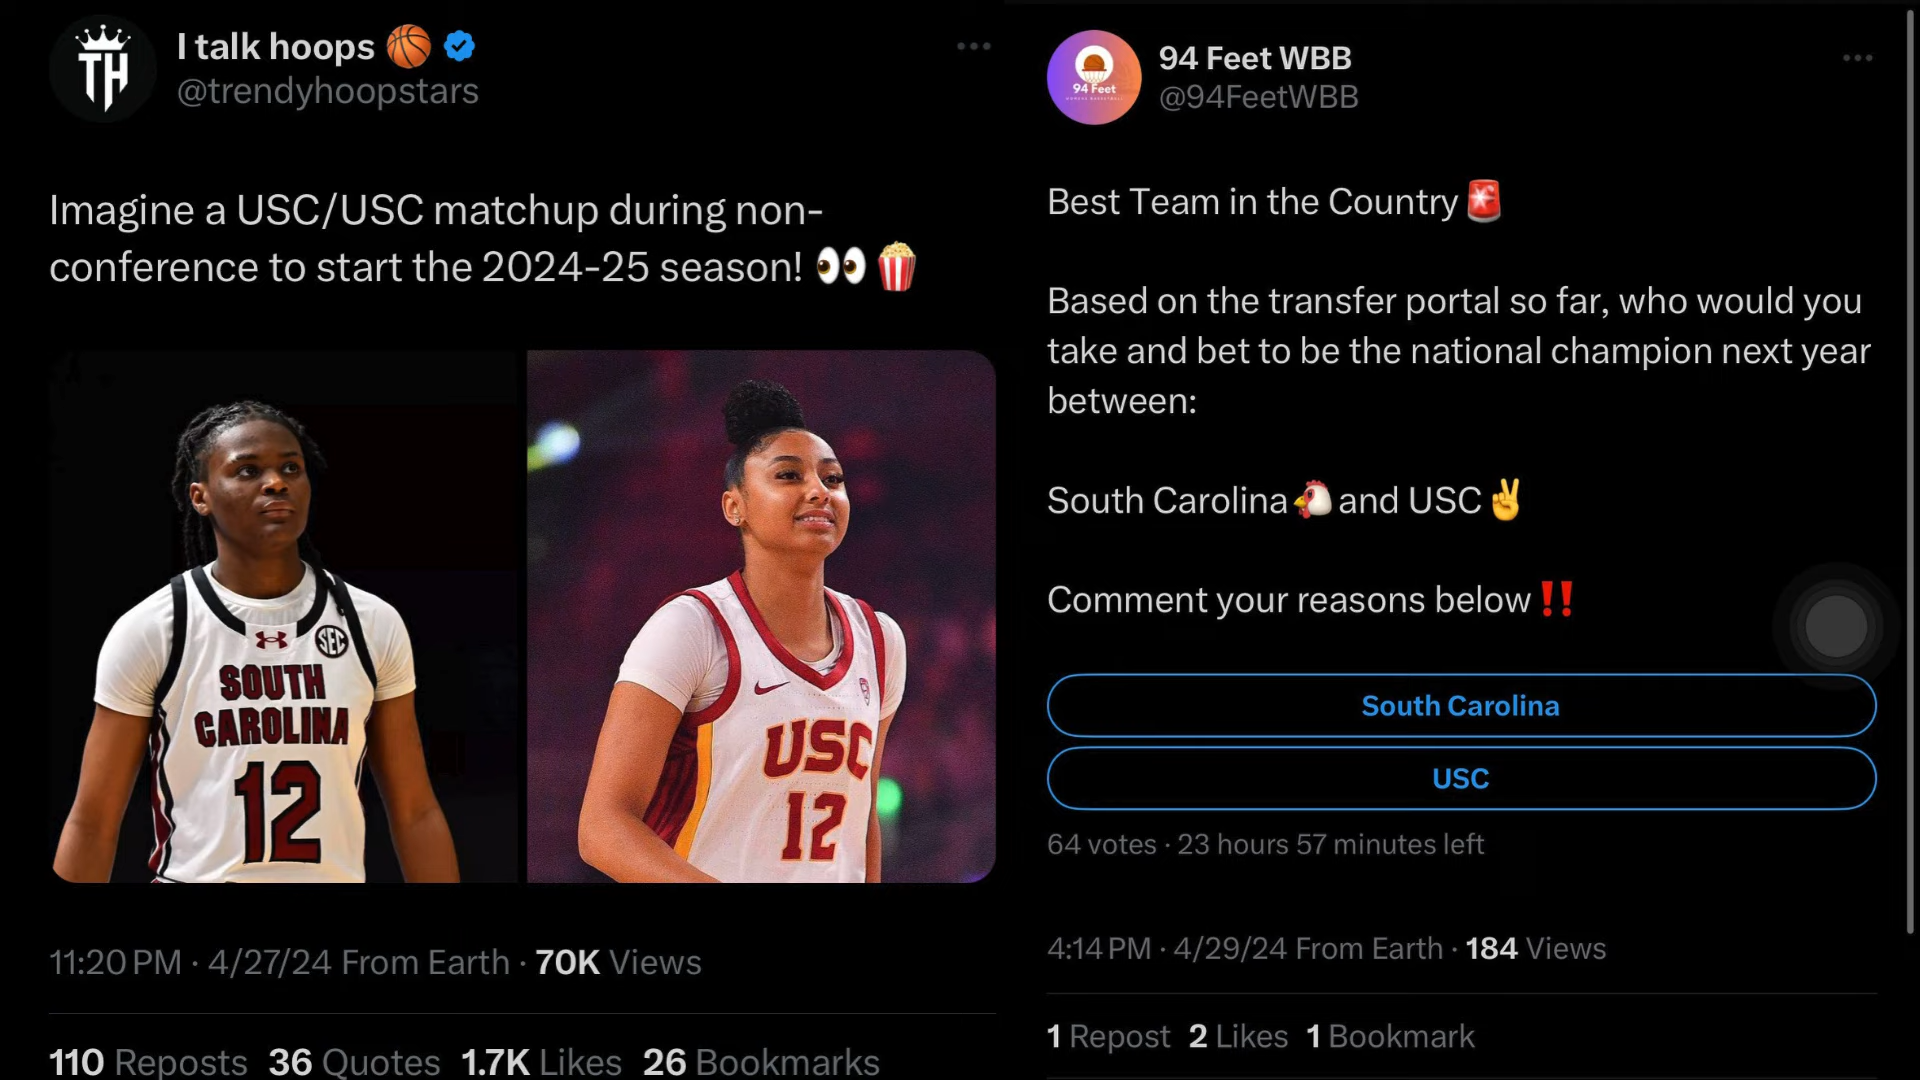 TH
I talk hoops 🏀
@trendyhoopstars
Imagine a USC/USC matchup during non-
conference to start the 2024-25 season! 👀🍿
SEC
SOUTH
CAROLINA
12
USC
12
11:20 PM · 4/27/24 From Earth · 70K Views
110 Reposts 36 Quotes 1.7K Likes 26 Bookmarks
94 Feet
94 Feet WBB
@94FeetWBB
Best Team in the Country 🚨
Based on the transfer portal so far, who would you
take and bet to be the national champion next year
between:
South Carolina🐔and USC✌️
Comment your reasons below‼️
South Carolina
USC
64 votes · 23 hours 57 minutes left
4:14 PM · 4/29/24 From Earth · 184 Views
1 Repost 2 Likes 1 Bookmark